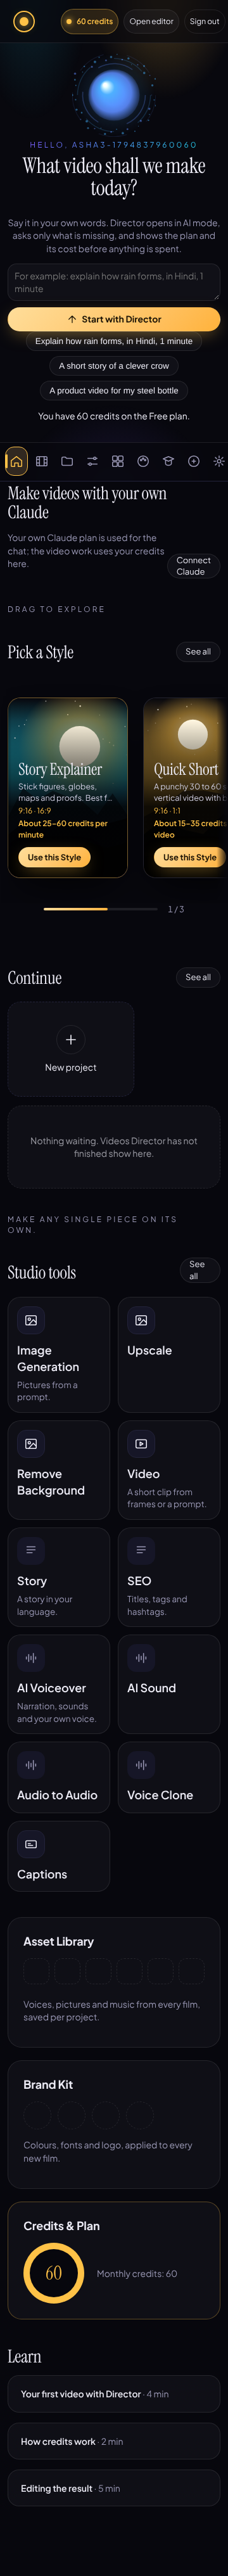 60 credits
Open editor
Sign out
HELLO, ASHA3-1794837960060
What video shall we make
today?
Say it in your own words. Director opens in AI mode,
asks only what is missing, and shows the plan and
its cost before anything is spent.
For example: explain how rain forms, in Hindi, 1
minute
Start with Director
Explain how rain forms, in Hindi, 1 minute
A short story of a clever crow
A product video for my steel bottle
You have 60 credits on the Free plan.
Make videos with your own
Claude
Your own Claude plan is used for the
chat; the video work uses your credits
here.
Connect
Claude
DRAG TO EXPLORE
Pick a Style
See all
Story Explainer
Stick figures, globes,
maps and proofs. Best f...
9:16 · 16:9
About 25–60 credits per
minute
Use this Style
Quick Short
A punchy 30 to 60 s
vertical video with
9:16 · 1:1
About 15–35 credits
video
Use this Style
1 / 3
Continue
See all
New project
Nothing waiting. Videos Director has not
finished show here.
MAKE ANY SINGLE PIECE ON ITS
OWN.
Studio tools
See
all
Image
Generation
Pictures from a
prompt.
Upscale
Remove
Background
Video
A short clip from
frames or a prompt.
Story
A story in your
language.
SEO
Titles, tags and
hashtags.
AI Voiceover
Narration, sounds
and your own voice.
AI Sound
Audio to Audio
Voice Clone
Captions
Asset Library
Voices, pictures and music from every film,
saved per project.
Brand Kit
Colours, fonts and logo, applied to every
new film.
Credits & Plan
60
Monthly credits: 60
Learn
Your first video with Director · 4 min
How credits work · 2 min
Editing the result · 5 min